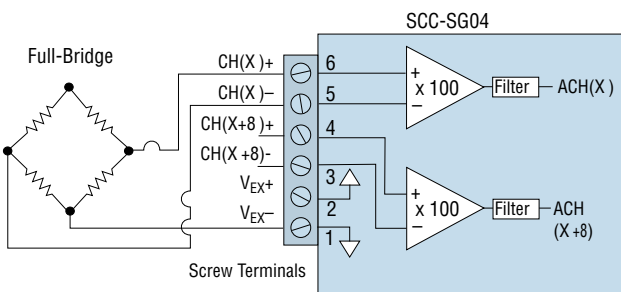 SCC-SG04
Full-Bridge
CH(X)+
CH(X)–
CH(X+8)+
CH(X+8)-
VEX+
VEX–
6
5
4
3
2
1
+
x 100
–
Filter
ACH(X)
+
x 100
–
Filter
ACH
(X+8)
Screw Terminals